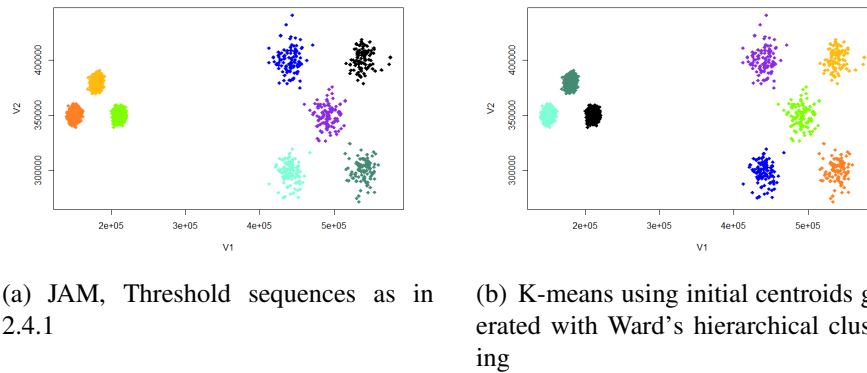 V2
400000
350000
300000
2e+05
3e+05
4e+05
5e+05
V1
V2
400000
350000
300000
2e+05
3e+05
4e+05
5e+05
V1
(a) JAM, Threshold sequences as in
2.4.1
(b) K-means using initial centroids g
erated with Ward's hierarchical clus
ing